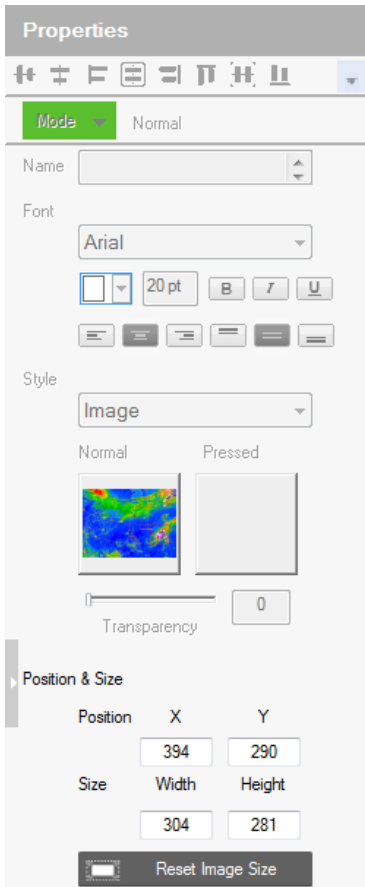 Properties
Mode Normal
Name
Font
Arial
20 pt B I U
Style
Image
Normal Pressed
0
Transparency
Position & Size
Position X Y
394 290
Size Width Height
304 281
Reset Image Size